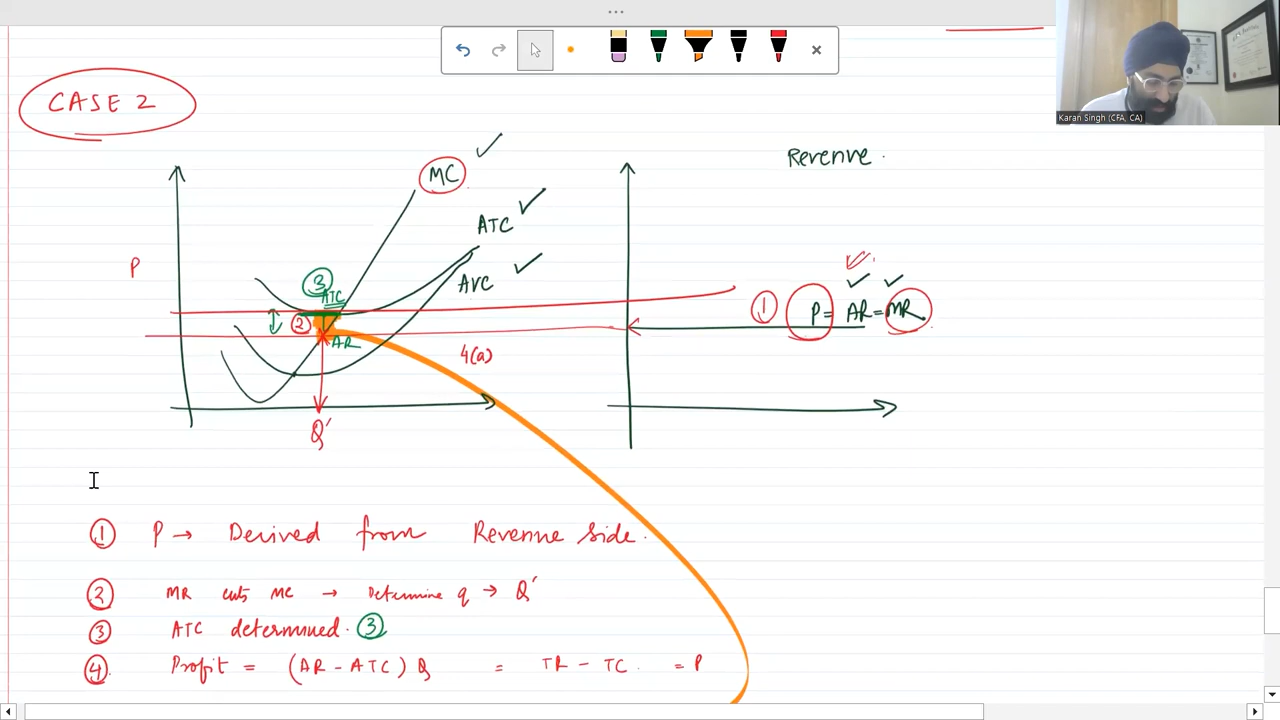 Karan Singh (CFA, CA)
CASE 2
Revenue.
MC
ATC
AVC
P
3
ATC
2
AR
4(a)
Q'
1 P = AR = MR
1 P → Derived from Revenue side.
2 MR cuts MC → Determine q → Q'
3 ATC determined. 3
4. Profit = (AR - ATC) Q = TR - TC. = P